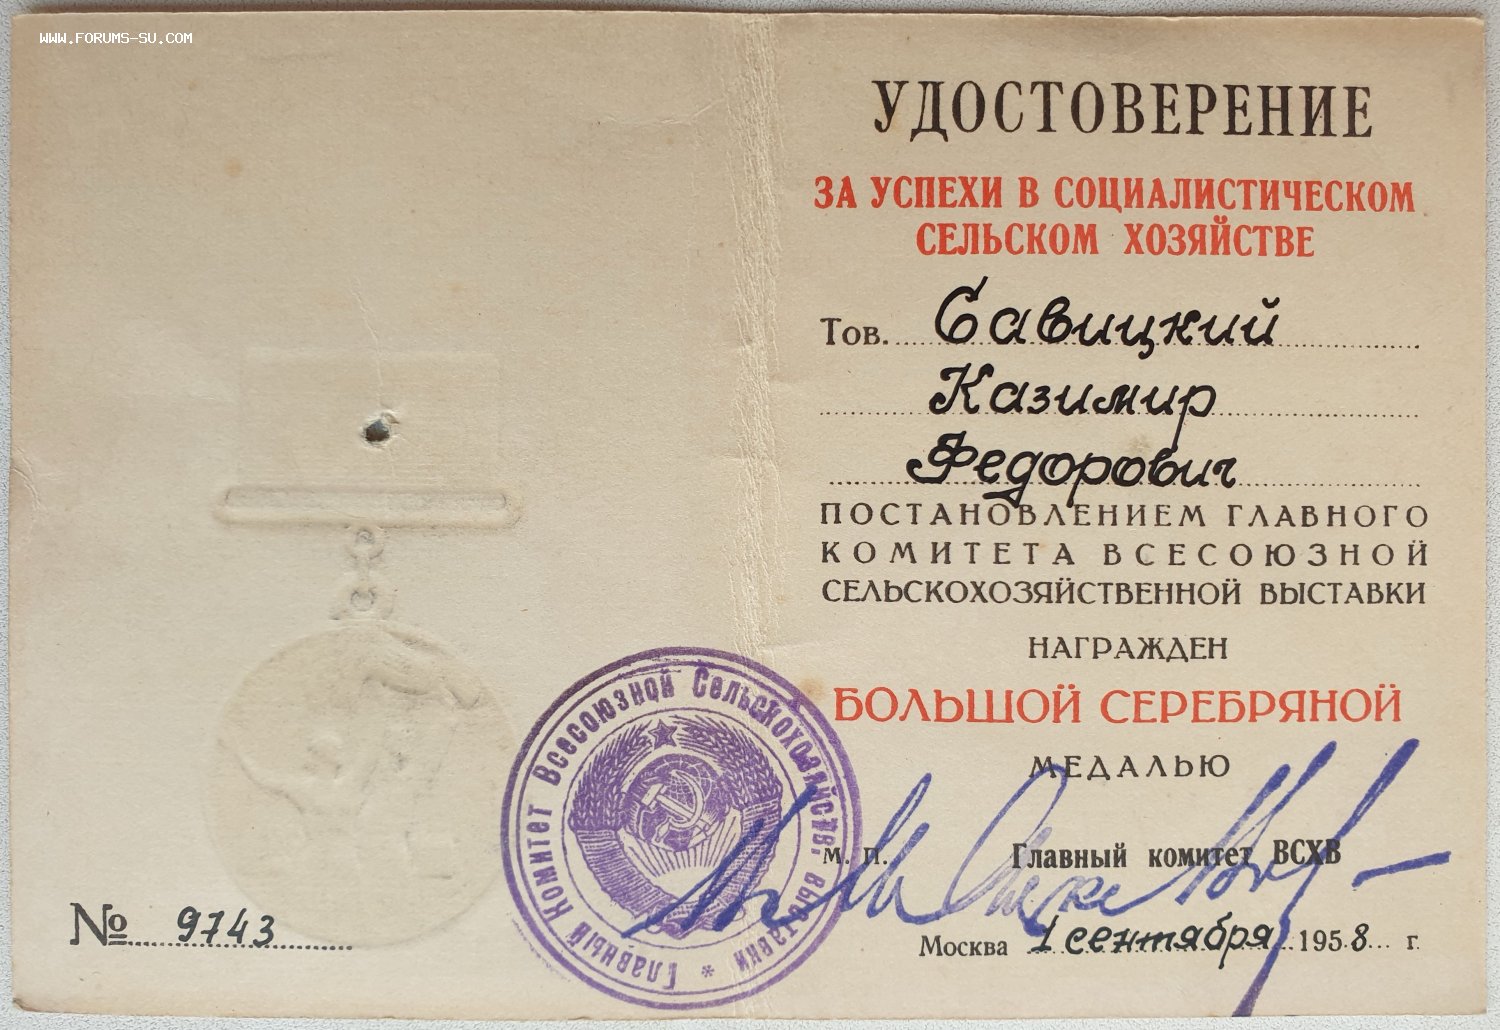 WWW.FORUMS-SU.COM
№ 9743
УДОСТОВЕРЕНИЕ
ЗА УСПЕХИ В СОЦИАЛИСТИЧЕСКОМ
СЕЛЬСКОМ ХОЗЯЙСТВЕ
Тов. Савицкий
Казимир
Федорович
ПОСТАНОВЛЕНИЕМ ГЛАВНОГО
КОМИТЕТА ВСЕСОЮЗНОЙ
СЕЛЬСКОХОЗЯЙСТВЕННОЙ ВЫСТАВКИ
НАГРАЖДЕН
БОЛЬШОЙ СЕРЕБРЯНОЙ
МЕДАЛЬЮ
М. П.
Главный комитет ВСХВ
Москва 1 сентября 1958 г.
Главный Комитет Всесоюзной Сельскохозяйств. выставки *